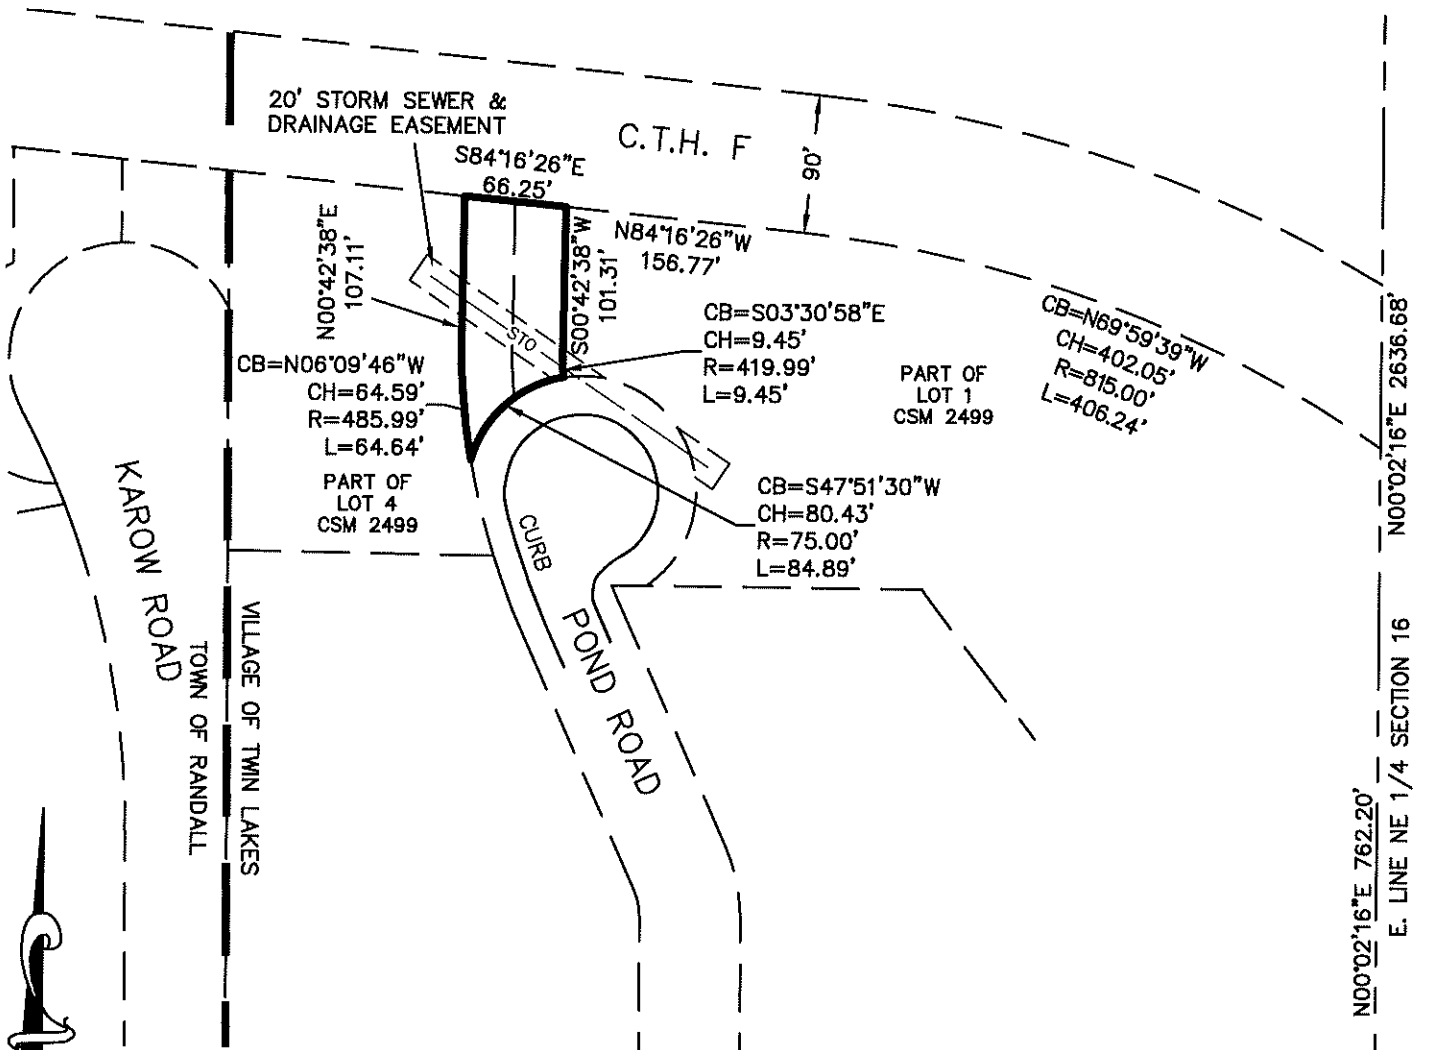 20' STORM SEWER &
DRAINAGE EASEMENT
C.T.H. F
90'
S84°16'26"E
66.25'
N00°42'38"E
107.11'
S00°42'38"W
101.31'
N84°16'26"W
156.77'
STO
CB=S03°30'58"E
CH=9.45'
R=419.99'
L=9.45'
CB=N69°59'39"W
CH=402.05'
R=815.00'
L=406.24'
CB=N06°09'46"W
CH=64.59'
R=485.99'
L=64.64'
PART OF
LOT 1
CSM 2499
PART OF
LOT 4
CSM 2499
CB=S47°51'30"W
CH=80.43'
R=75.00'
L=84.89'
KAROW ROAD
CURB
POND ROAD
VILLAGE OF TWIN LAKES
TOWN OF RANDALL
N00°02'16"E 2636.68'
E. LINE NE 1/4 SECTION 16
N00°02'16"E 762.20'